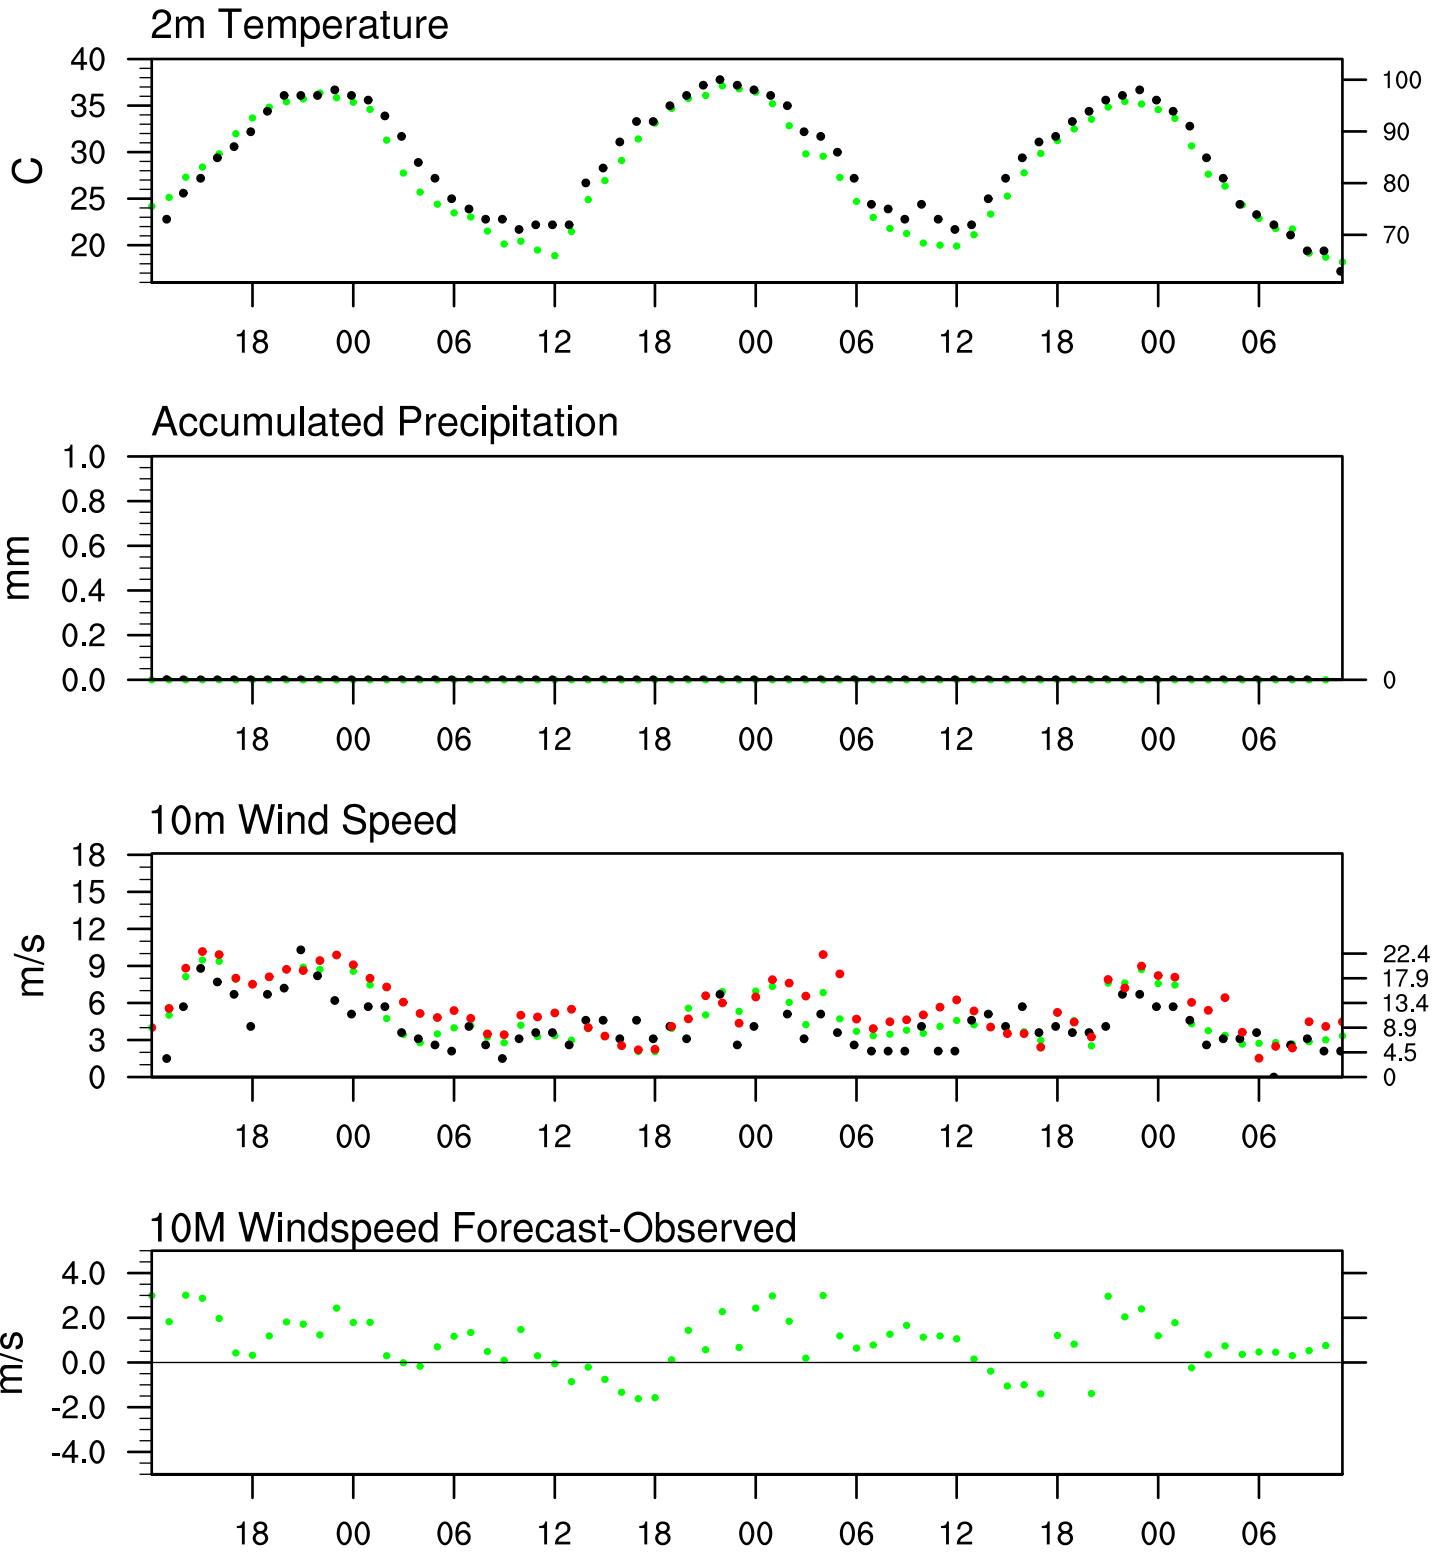 2m Temperature
40
35
30
25
20
C
100
90
80
70
18 00 06 12 18 00 06 12 18 00 06
Accumulated Precipitation
1.0
0.8
0.6
0.4
0.2
0.0
mm
0
18 00 06 12 18 00 06 12 18 00 06
10m Wind Speed
18
15
12
9
6
3
0
m/s
22.4
17.9
13.4
8.9
4.5
0
18 00 06 12 18 00 06 12 18 00 06
10M Windspeed Forecast-Observed
4.0
2.0
0.0
-2.0
-4.0
m/s
18 00 06 12 18 00 06 12 18 00 06